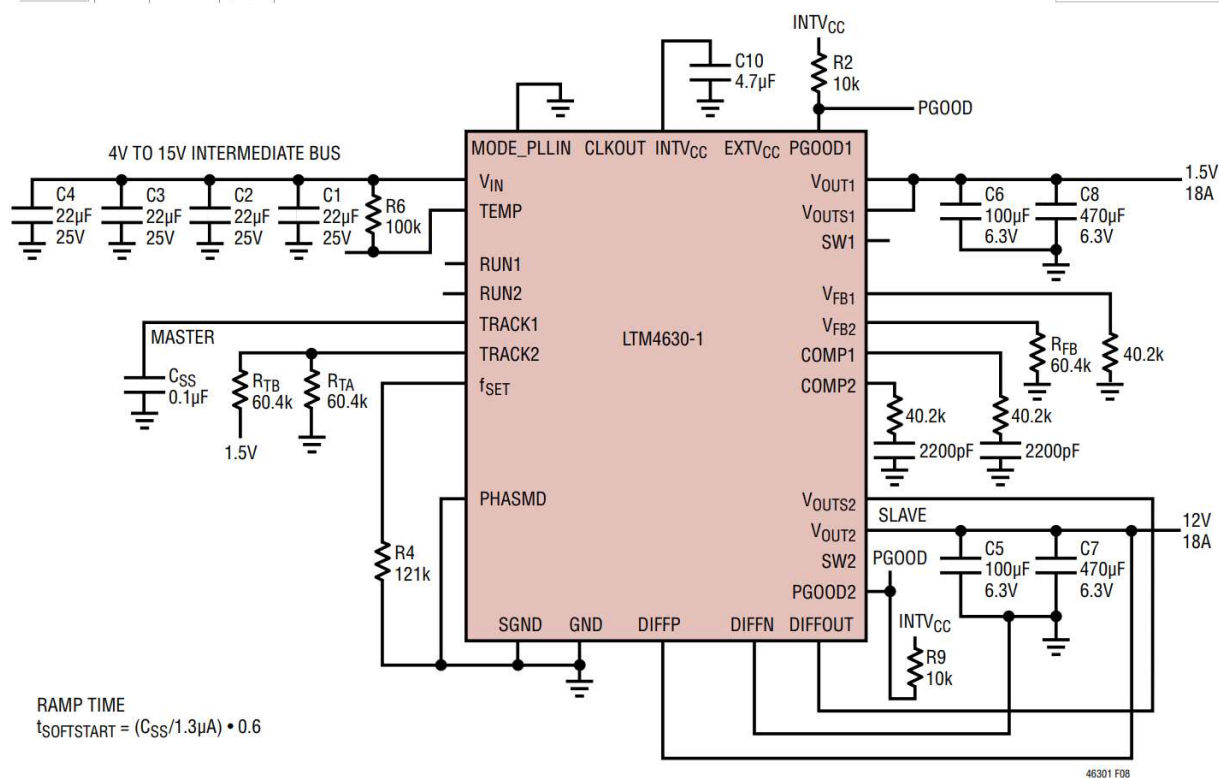 INTVCC
C10
4.7µF
R2
10k
PGOOD
4V TO 15V INTERMEDIATE BUS
MODE_PLLIN CLKOUT INTVCC EXTVCC PGOOD1
C4
22µF
25V
C3
22µF
25V
C2
22µF
25V
C1
22µF
25V
R6
100k
VIN
TEMP
RUN1
RUN2
TRACK1
TRACK2
fSET
PHASMD
MASTER
CSS
0.1µF
RTB
60.4k
1.5V
RTA
60.4k
R4
121k
LTM4630-1
VOUT1
VOUTS1
SW1
VFB1
VFB2
COMP1
COMP2
VOUTS2
VOUT2
SW2
PGOOD2
1.5V
18A
C6
100µF
6.3V
C8
470µF
6.3V
RFB
60.4k
40.2k
40.2k
2200pF
40.2k
2200pF
SLAVE
12V
18A
C5
100µF
6.3V
C7
470µF
6.3V
PGOOD
INTVCC
R9
10k
SGND GND DIFFP DIFFN DIFFOUT
RAMP TIME
tSOFTSTART = (CSS/1.3µA) • 0.6
46301 F08